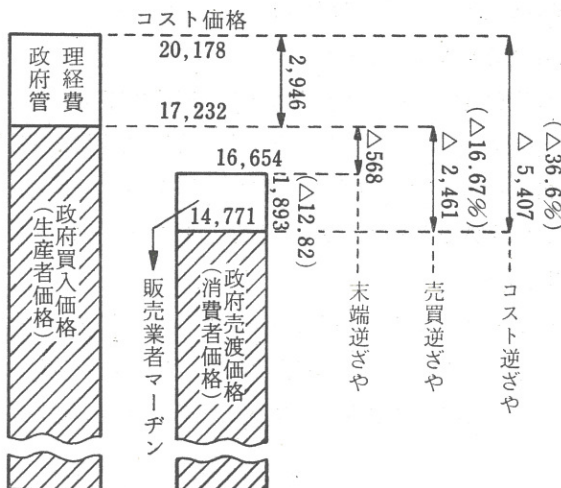 コスト価格
20,178
2,946
17,232
16,654
14,771
1,893
(△12.82)
△568
(△16.67%)
△ 2,461
(△36.6%)
△ 5,407
政府管
理経費
政府買入価格
(生産者価格)
販売業者マーヂン
政府売渡価格
(消費者価格)
末端逆ざや
売買逆ざや
コスト逆ざや